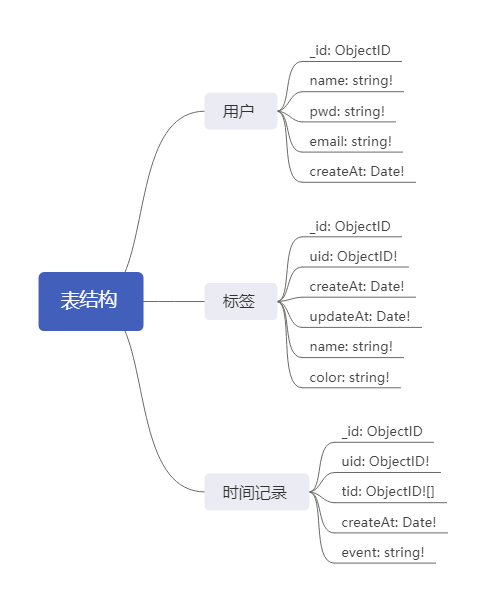 表结构
用户
_id: ObjectID
name: string!
pwd: string!
email: string!
createAt: Date!
标签
_id: ObjectID
uid: ObjectID!
createAt: Date!
updateAt: Date!
name: string!
color: string!
时间记录
_id: ObjectID
uid: ObjectID!
tid: ObjectID![]
createAt: Date!
event: string!